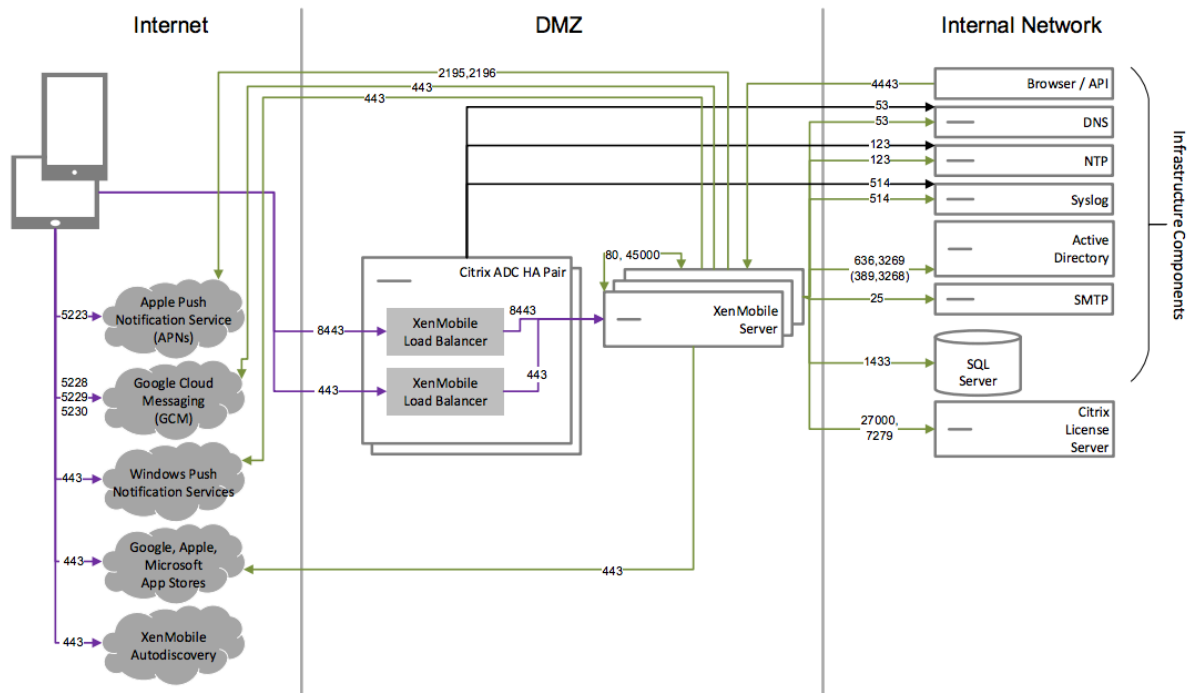 Internet
DMZ
Internal Network
2195,2196
443
443
4443
Browser / API
53
53
DNS
123
123
NTP
514
514
Syslog
Infrastructure Components
636,3269
(389,3268)
Active
Directory
25
SMTP
1433
SQL
Server
27000,
7279
Citrix
License
Server
80, 45000
XenMobile
Server
Citrix ADC HA Pair
8443
XenMobile
Load Balancer
8443
443
XenMobile
Load Balancer
443
5223
Apple Push
Notification Service
(APNs)
5228
5229
5230
Google Cloud
Messaging
(GCM)
443
Windows Push
Notification Services
443
Google, Apple,
Microsoft
App Stores
443
443
XenMobile
Autodiscovery